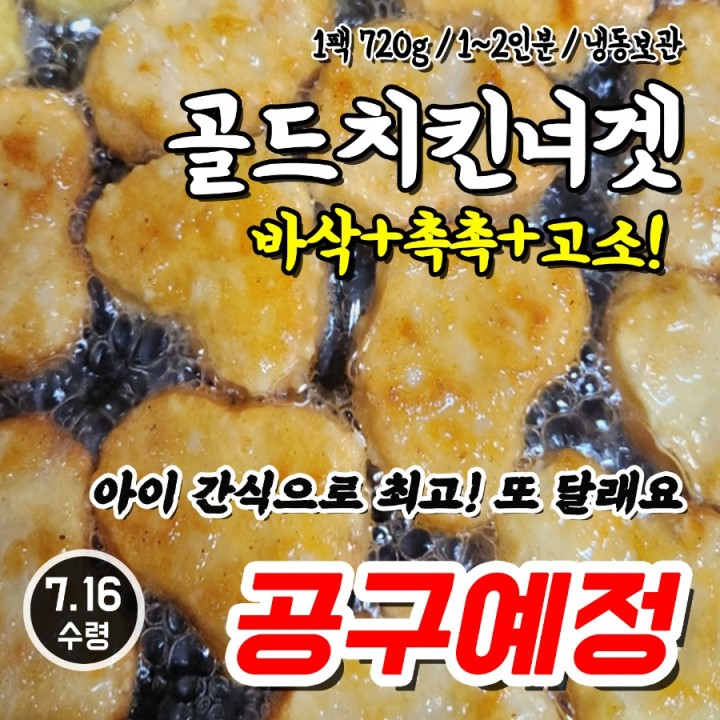 1팩 720g / 1~2인분 / 냉동보관
골드치킨너겟
바삭+촉촉+고소!
아이 간식으로 최고! 또 달래요
7.16
수령
공구예정